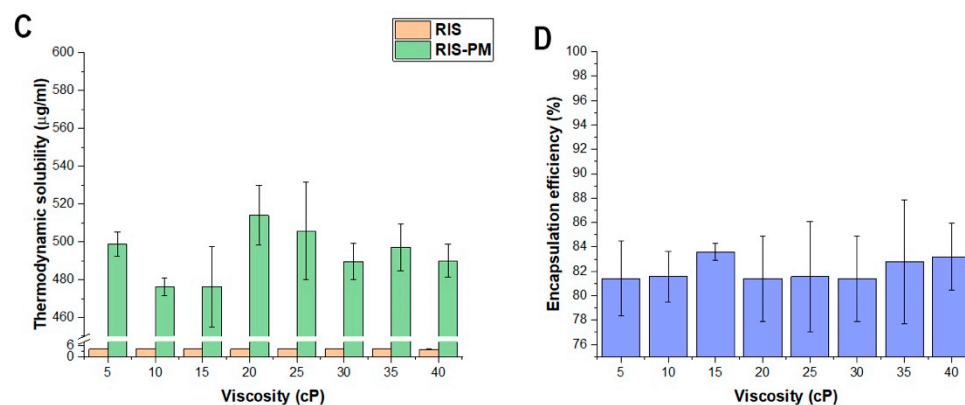 C
RIS
RIS-PM
Thermodynamic solubility (µg/ml)
600
580
560
540
520
500
480
460
6
0
5 10 15 20 25 30 35 40
Viscosity (cP)
D
Encapsulation efficiency (%)
100
98
96
94
92
90
88
86
84
82
80
78
76
5 10 15 20 25 30 35 40
Viscosity (cP)